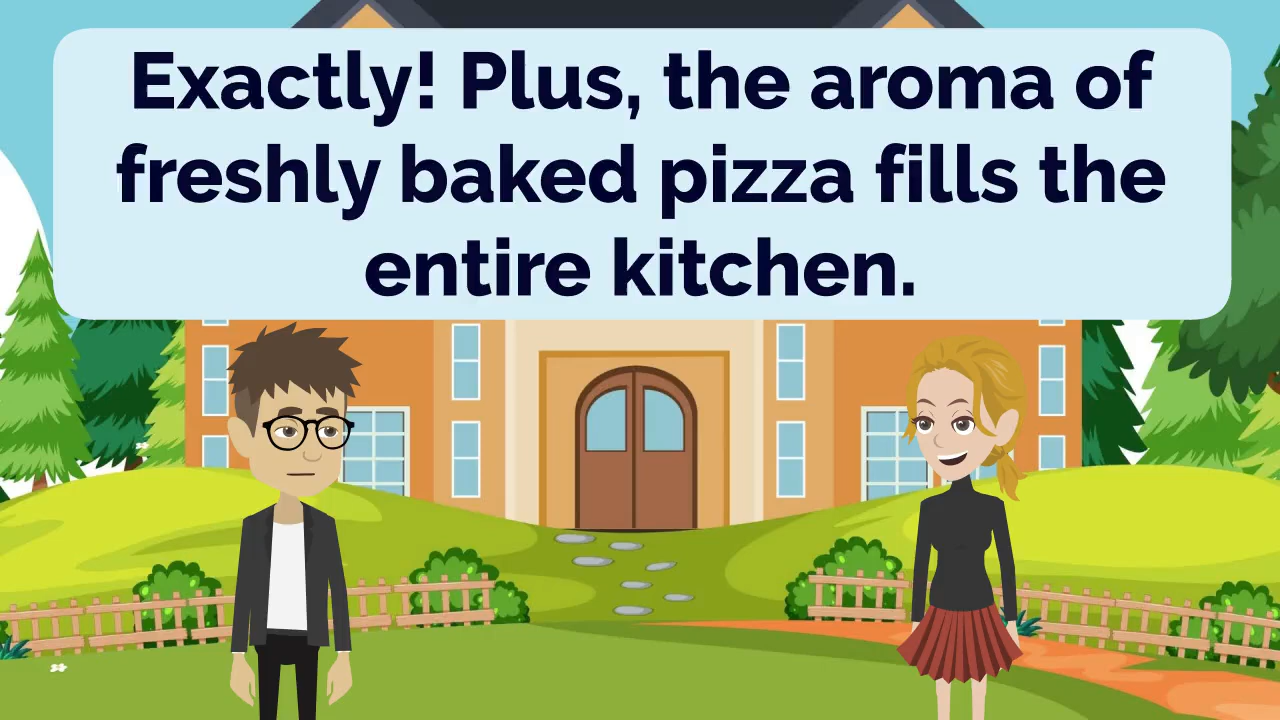 Exactly! Plus, the aroma of
freshly baked pizza fills the
entire kitchen.